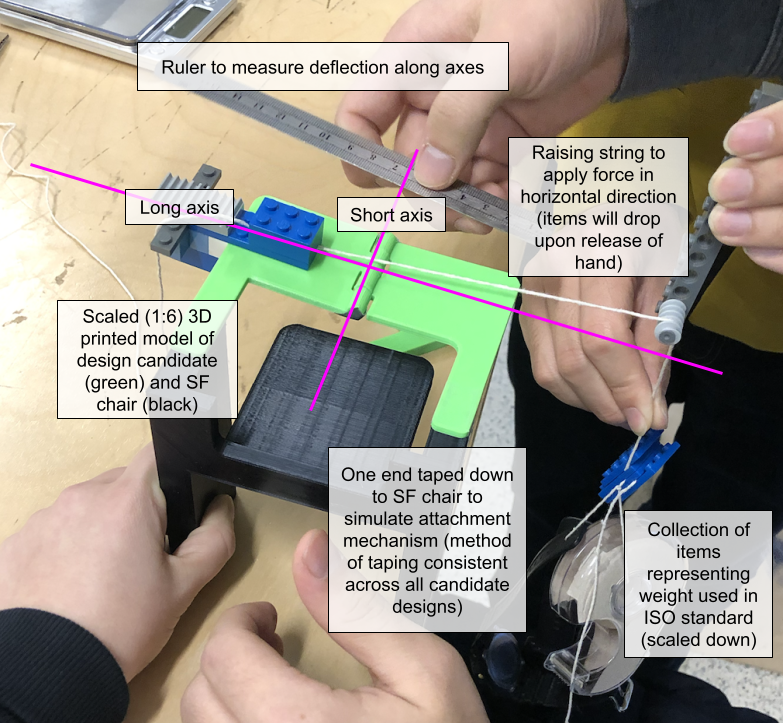 Ruler to measure deflection along axes
Raising string to
apply force in
horizontal direction
(items will drop
upon release of
hand)
Long axis
Short axis
Scaled (1:6) 3D
printed model of
design candidate
(green) and SF
chair (black)
One end taped down
to SF chair to
simulate attachment
mechanism (method
of taping consistent
across all candidate
designs)
Collection of
items
representing
weight used in
ISO standard
(scaled down)